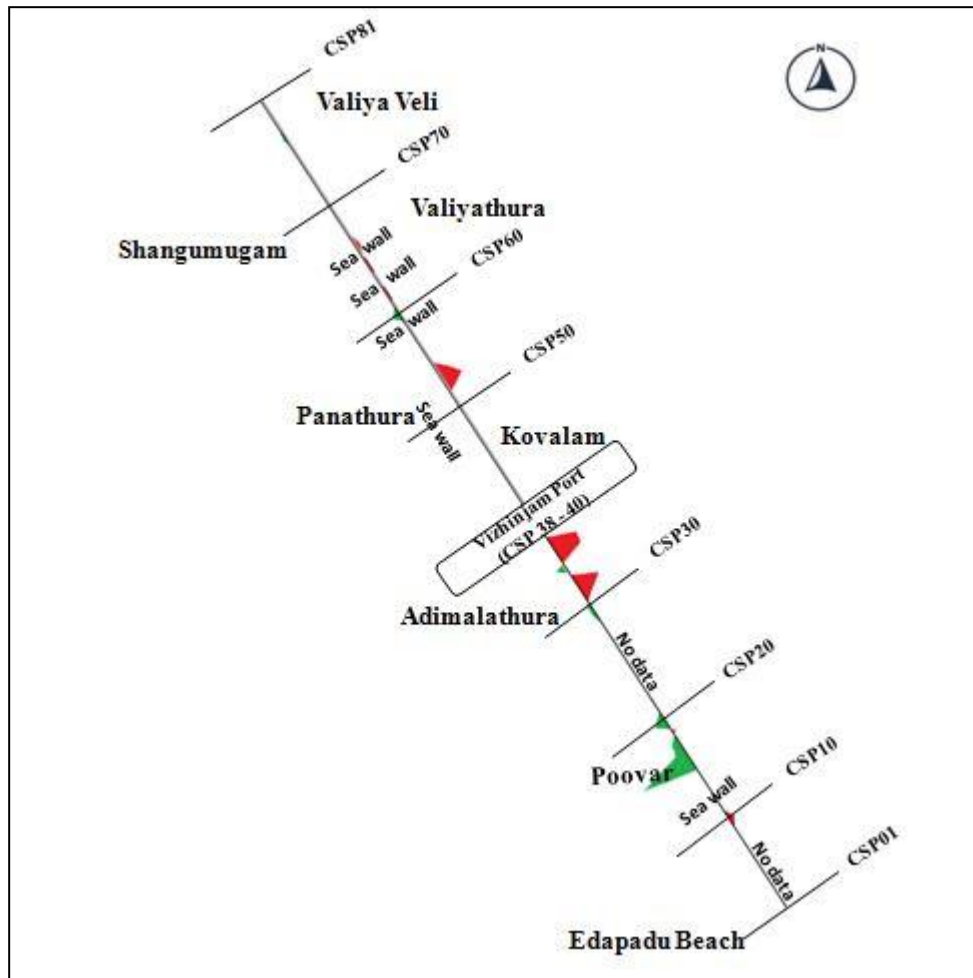 N
CSP81
Valiya Veli
CSP70
Valiyathura
Shangumugam
Sea wall
CSP60
Sea wall
Sea wall
CSP50
Panathura
Sea wall
Kovalam
Vizhinjam Port
(CSP 38 - 40)
CSP30
Adimalathura
No data
CSP20
Poovar
CSP10
Sea wall
No data
CSP01
Edapadu Beach